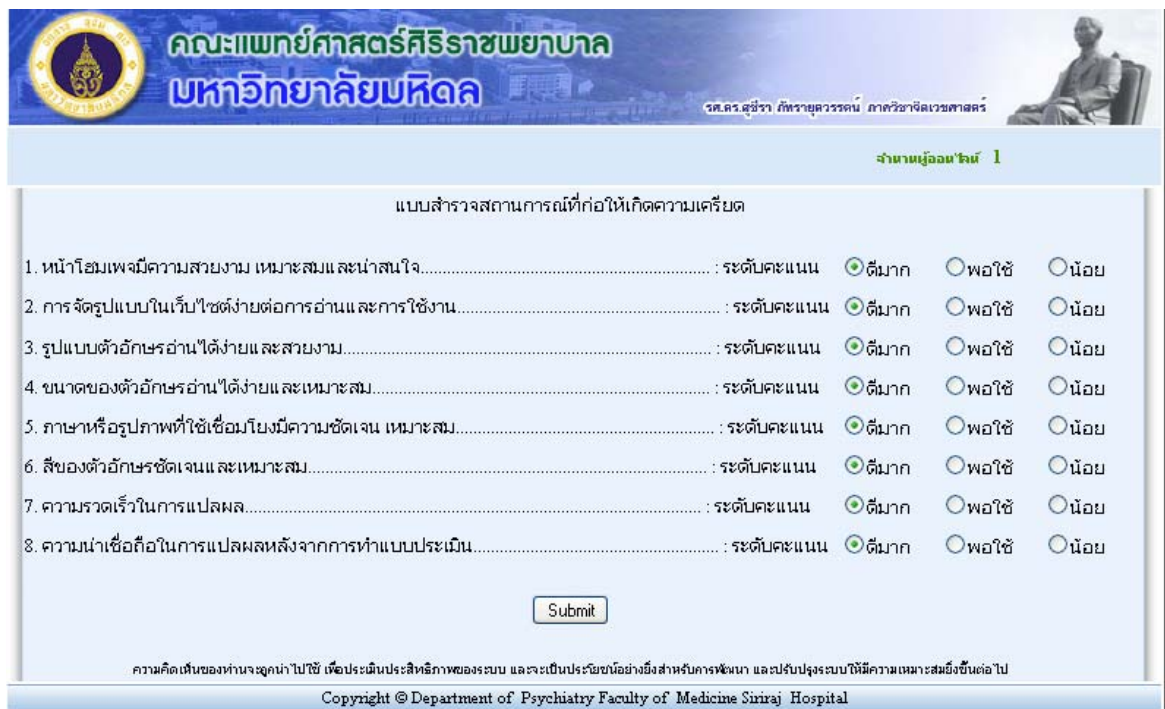 คณะแพทย์ศาสตร์ศิริราชพยาบาล
มหาวิทยาลัยมหิดล
รศ.ดร.สุชีรา ภัทรายุตวรรตน์ ภาควิชาจิตเวชศาสตร์
จำนวนผู้ออนไลน์ 1
แบบสำรวจสถานการณ์ที่ก่อให้เกิดความเครียด
1. หน้าโฮมเพจมีความสวยงาม เหมาะสมและน่าสนใจ : ระดับคะแนน ดีมาก พอใช้ น้อย
2. การจัดรูปแบบในเว็บไซต์ง่ายต่อการอ่านและการใช้งาน : ระดับคะแนน ดีมาก พอใช้ น้อย
3. รูปแบบตัวอักษรอ่านได้ง่ายและสวยงาม : ระดับคะแนน ดีมาก พอใช้ น้อย
4. ขนาดของตัวอักษรอ่านได้ง่ายและเหมาะสม : ระดับคะแนน ดีมาก พอใช้ น้อย
5. ภาษาหรือรูปภาพที่ใช้เชื่อมโยงมีความชัดเจน เหมาะสม : ระดับคะแนน ดีมาก พอใช้ น้อย
6. สีของตัวอักษรชัดเจนและเหมาะสม : ระดับคะแนน ดีมาก พอใช้ น้อย
7. ความรวดเร็วในการแปลผล : ระดับคะแนน ดีมาก พอใช้ น้อย
8. ความน่าเชื่อถือในการแปลผลหลังจากการทำแบบประเมิน : ระดับคะแนน ดีมาก พอใช้ น้อย
Submit
ความคิดเห็นของท่านจะถูกนำไปใช้ เพื่อประเมินประสิทธิภาพของระบบ และจะเป็นประโยชน์อย่างยิ่งสำหรับการพัฒนา และปรับปรุงระบบให้มีความเหมาะสมยิ่งขึ้นต่อไป
Copyright © Department of Psychiatry Faculty of Medicine Siriraj Hospital